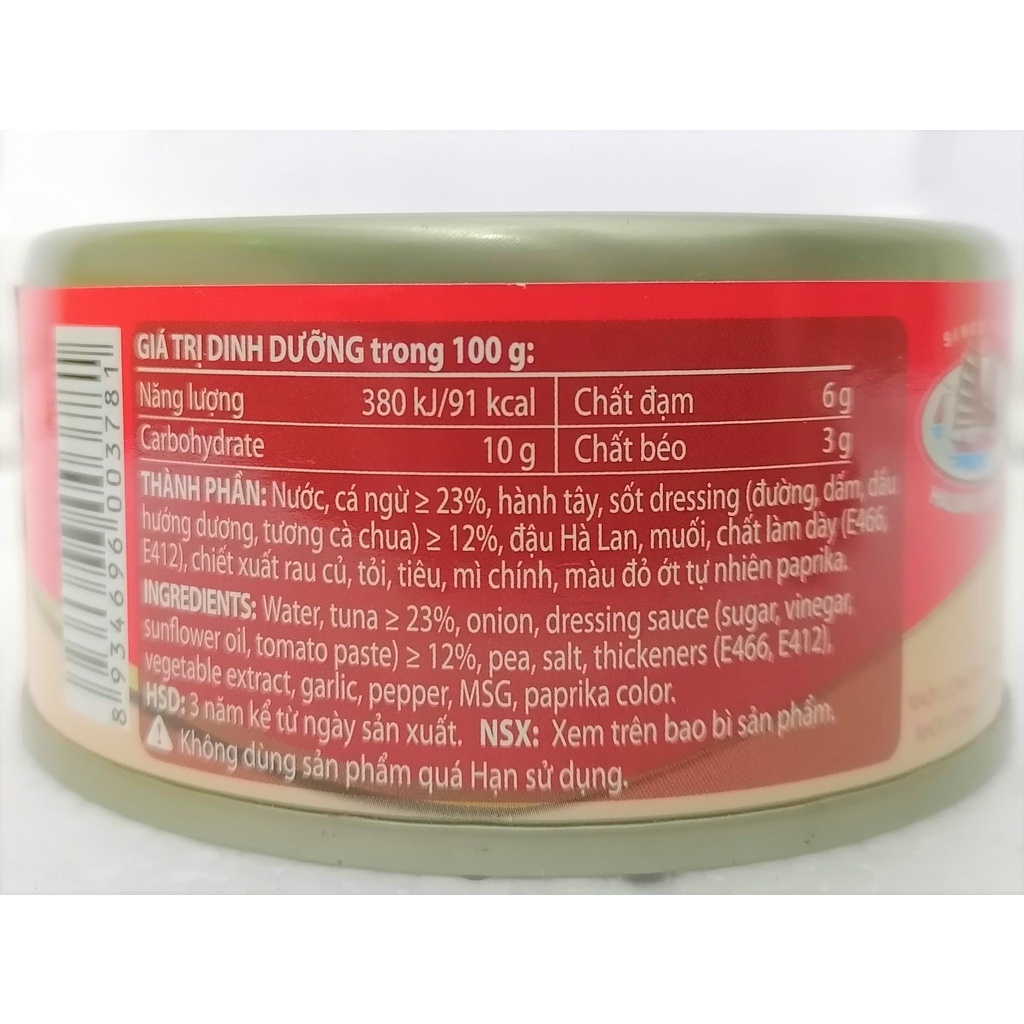 GIÁ TRỊ DINH DƯỠNG trong 100 g:
Năng lượng 380 kJ/91 kcal Chất đạm 6 g
Carbohydrate 10 g Chất béo 3 g
THÀNH PHẦN: Nước, cá ngừ ≥ 23%, hành tây, sốt dressing (đường, dấm, dầu
hướng dương, tương cà chua) ≥ 12%, đậu Hà Lan, muối, chất làm dày (E466,
E412), chiết xuất rau củ, tỏi, tiêu, mì chính, màu đỏ ớt tự nhiên paprika.
INGREDIENTS: Water, tuna ≥ 23%, onion, dressing sauce (sugar, vinegar,
sunflower oil, tomato paste) ≥ 12%, pea, salt, thickeners (E466, E412),
vegetable extract, garlic, pepper, MSG, paprika color.
HSD: 3 năm kể từ ngày sản xuất. NSX: Xem trên bao bì sản phẩm.
Không dùng sản phẩm quá Hạn sử dụng.
8 934696 003781
SINCE